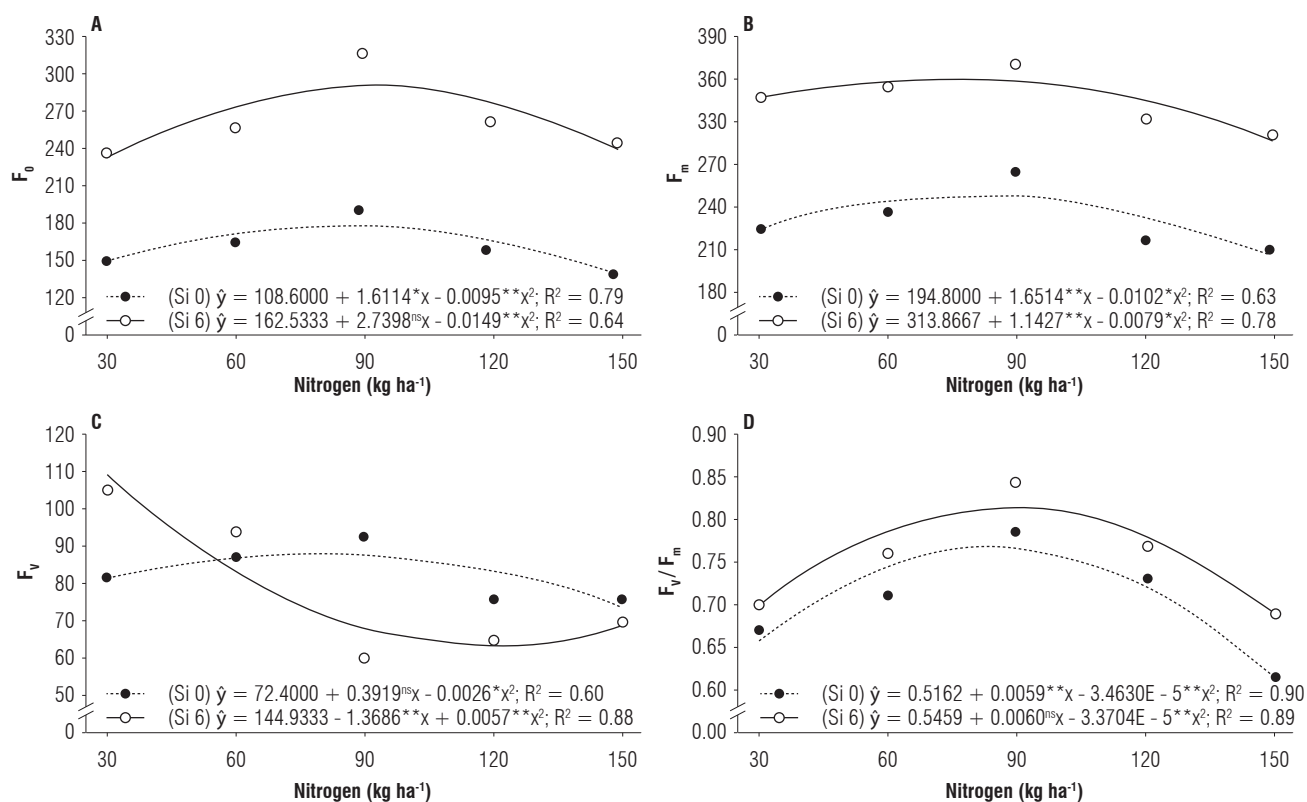 A
330
300
270
240
210
180
150
120
0
F₀
(Si 0) ŷ = 108.6000 + 1.6114*x - 0.0095**x²; R² = 0.79
(Si 6) ŷ = 162.5333 + 2.7398ⁿˢx - 0.0149**x²; R² = 0.64
30 60 90 120 150
Nitrogen (kg ha⁻¹)
B
390
360
330
300
270
240
210
180
0
Fₘ
(Si 0) ŷ = 194.8000 + 1.6514**x - 0.0102*x²; R² = 0.63
(Si 6) ŷ = 313.8667 + 1.1427**x - 0.0079*x²; R² = 0.78
30 60 90 120 150
Nitrogen (kg ha⁻¹)
C
120
110
100
90
80
70
60
50
0
Fᵥ
(Si 0) ŷ = 72.4000 + 0.3919ⁿˢx - 0.0026*x²; R² = 0.60
(Si 6) ŷ = 144.9333 - 1.3686**x + 0.0057**x²; R² = 0.88
30 60 90 120 150
Nitrogen (kg ha⁻¹)
D
0.90
0.85
0.80
0.75
0.70
0.65
0.60
0.00
Fᵥ/ Fₘ
(Si 0) ŷ = 0.5162 + 0.0059**x - 3.4630E - 5**x²; R² = 0.90
(Si 6) ŷ = 0.5459 + 0.0060ⁿˢx - 3.3704E - 5**x²; R² = 0.89
30 60 90 120 150
Nitrogen (kg ha⁻¹)